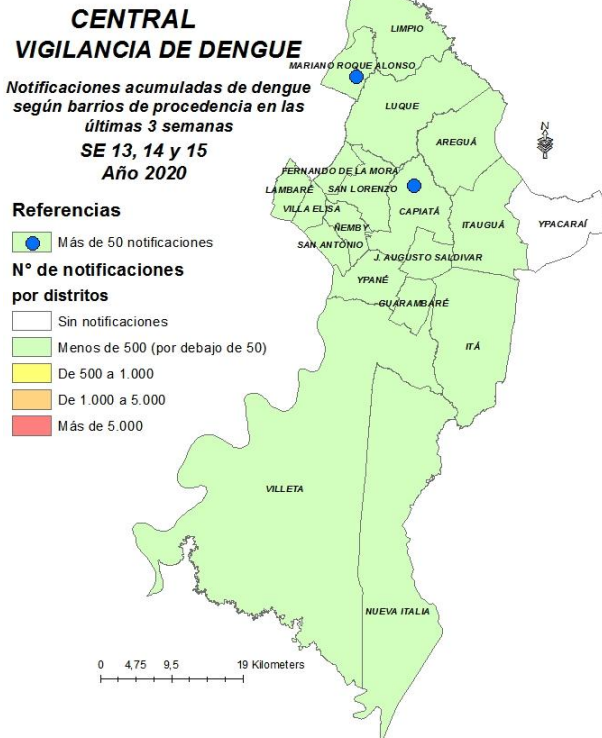 CENTRAL
VIGILANCIA DE DENGUE
Notificaciones acumuladas de dengue
según barrios de procedencia en las
últimas 3 semanas
SE 13, 14 y 15
Año 2020
Referencias
Más de 50 notificaciones
N° de notificaciones
por distritos
Sin notificaciones
Menos de 500 (por debajo de 50)
De 500 a 1.000
De 1.000 a 5.000
Más de 5.000
LIMPIO
MARIANO ROQUE ALONSO
LUQUE
AREGUÁ
N
FERNANDO DE LA MORA
LAMBARÉ
SAN LORENZO
VILLA ELISA
CAPIATÁ
ITAUGUÁ
YPACARAÍ
ÑEMBY
SAN ANTONIO
J. AUGUSTO SALDIVAR
YPANÉ
GUARAMBARÉ
ITÁ
VILLETA
NUEVA ITALIA
0 4,75 9,5 19 Kilometers